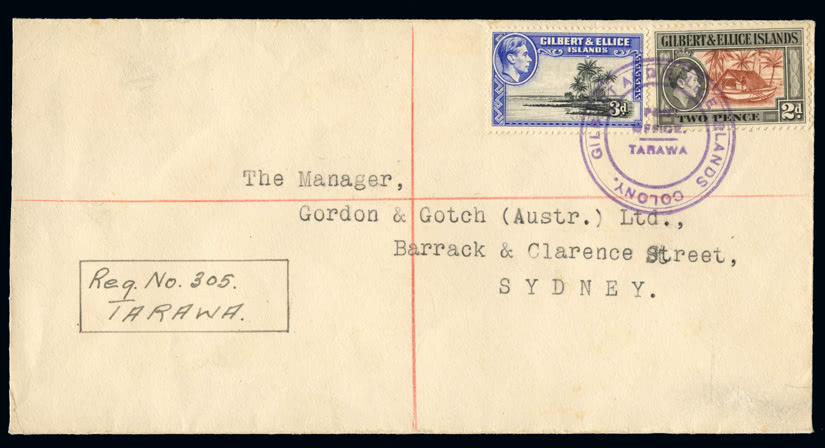 GILBERT & ELLICE
ISLANDS
3d
GILBERT & ELLICE ISLANDS
TWO PENCE
2d
ISLANDS COLONY.
OFFICE.
TARAWA
The Manager,
Gordon & Gotch (Austr.) Ltd.,
Barrack & Clarence Street,
SYDNEY.
Reg. No. 305.
TARAWA.